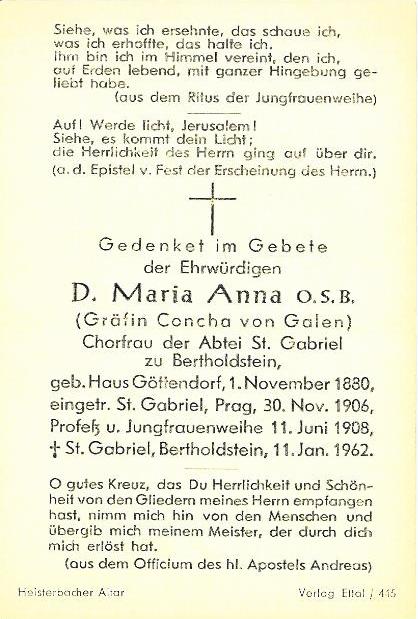 Siehe, was ich ersehnte, das schaue ich,
was ich erhoffte, das halte ich.
Ihm bin ich im Himmel vereint, den ich,
auf Erden lebend, mit ganzer Hingebung ge-
liebt habe.
(aus dem Ritus der Jungfrauenweihe)
Auf! Werde licht, Jerusalem!
Siehe, es kommt dein Licht;
die Herrlichkeit des Herrn ging auf über dir.
(a. d. Epistel v. Fest der Erscheinung des Herrn.)
Gedenket im Gebete
der Ehrwürdigen
D. Maria Anna O.S.B.
(Gräfin Concha von Galen)
Chorfrau der Abtei St. Gabriel
zu Bertholdstein,
geb. Haus Göttendorf, 1. November 1880,
eingetr. St. Gabriel, Prag, 30. Nov. 1906,
Profeß u. Jungfrauenweihe 11. Juni 1908,
† St. Gabriel, Bertholdstein, 11. Jan. 1962.
O gutes Kreuz, das Du Herrlichkeit und Schön-
heit von den Gliedern meines Herrn empfangen
hast, nimm mich hin von den Menschen und
übergib mich meinem Meister, der durch dich
mich erlöst hat.
(aus dem Officium des hl. Apostels Andreas)
Heisterbacher Altar Verlag Ettal / 415